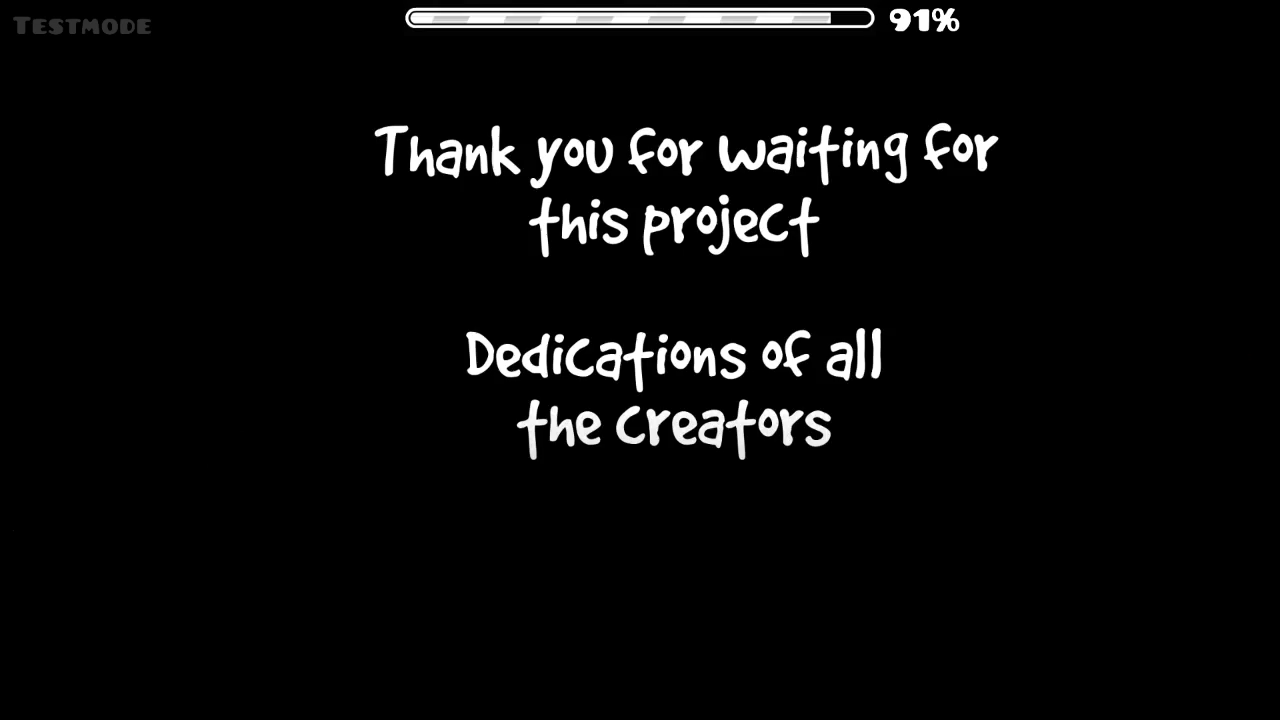 Testmode
91%
Thank you for waiting for
this project
Dedications of all
the creators